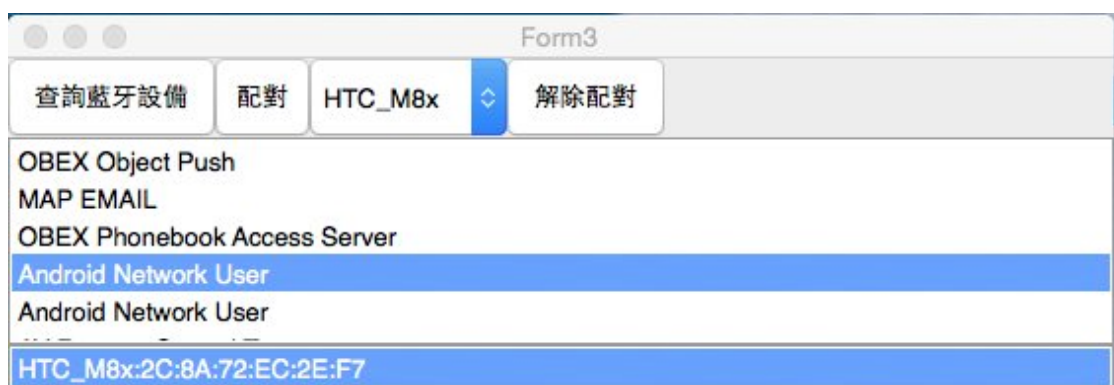 Form3
查詢藍牙設備 配對 HTC_M8x 解除配對
OBEX Object Push
MAP EMAIL
OBEX Phonebook Access Server
Android Network User
Android Network User
HTC_M8x:2C:8A:72:EC:2E:F7